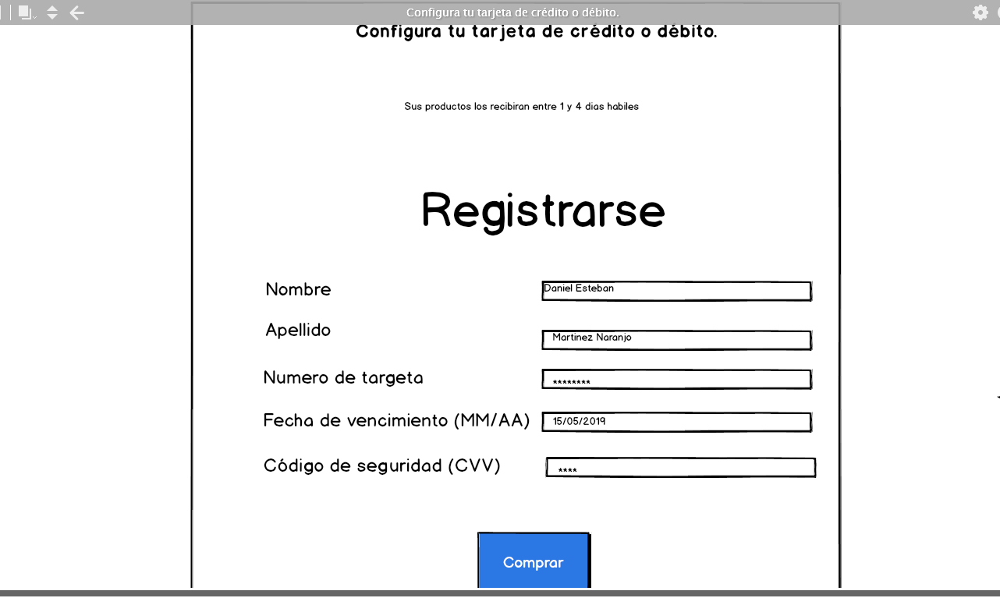 Configura tu tarjeta de crédito o débito.
Configura tu tarjeta de crédito o débito.
Sus productos los recibiran entre 1 y 4 dias habiles
Registrarse
Nombre Daniel Esteban
Apellido Martinez Naranjo
Numero de targeta ********
Fecha de vencimiento (MM/AA) 15/05/2019
Código de seguridad (CVV) ****
Comprar